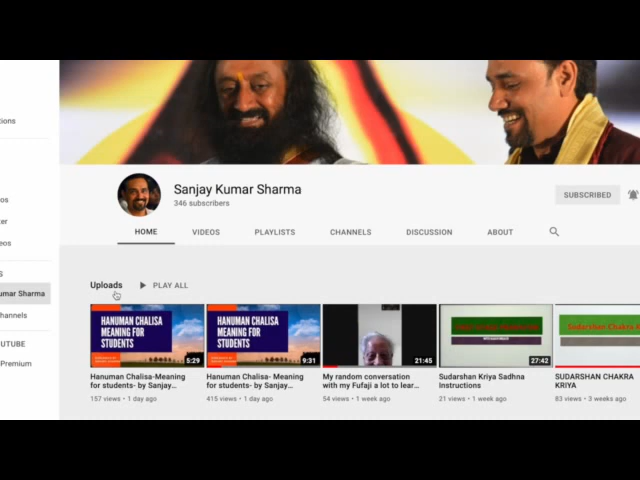 tions
os
ter
eos
S
umar Sharma
hannels
OUTUBE
Premium
Sanjay Kumar Sharma
346 subscribers
SUBSCRIBED
HOME
VIDEOS
PLAYLISTS
CHANNELS
DISCUSSION
ABOUT
Uploads
PLAY ALL
HANUMAN CHALISA
MEANING FOR
STUDENTS
5:29
Hanuman Chalisa-Meaning
for students- by Sanjay...
157 views • 1 day ago
HANUMAN CHALISA
MEANING FOR
STUDENTS
9:31
Hanuman Chalisa- Meaning
for students- by Sanjay...
415 views • 1 day ago
21:45
My random conversation
with my Fufaji a lot to lear...
54 views • 1 week ago
27:42
Sudarshan Kriya Sadhna
Instructions
21 views • 1 week ago
Sudarshan Chakra
SUDARSHAN CHAKRA
KRIYA
83 views • 3 weeks ago